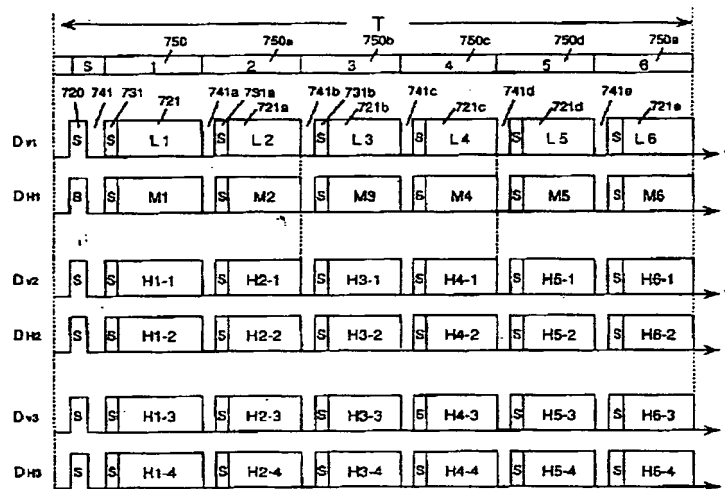 T
750 750a 750b 750c 750d 750e
S 1 2 3 4 5 6
720 741 731 721 741a 731a 721a 741b 731b 721b 741c 721c 741d 721d 741e 721e
DV1 S S L1 S L2 S L3 S L4 S L5 S L6
DH1 S S M1 S M2 S M3 S M4 S M5 S M6
DV2 S S H1-1 S H2-1 S H3-1 S H4-1 S H5-1 S H6-1
DH2 S S H1-2 S H2-2 S H3-2 S H4-2 S H5-2 S H6-2
DV3 S S H1-3 S H2-3 S H3-3 S H4-3 S H5-3 S H6-3
DH3 S S H1-4 S H2-4 S H3-4 S H4-4 S H5-4 S H6-4